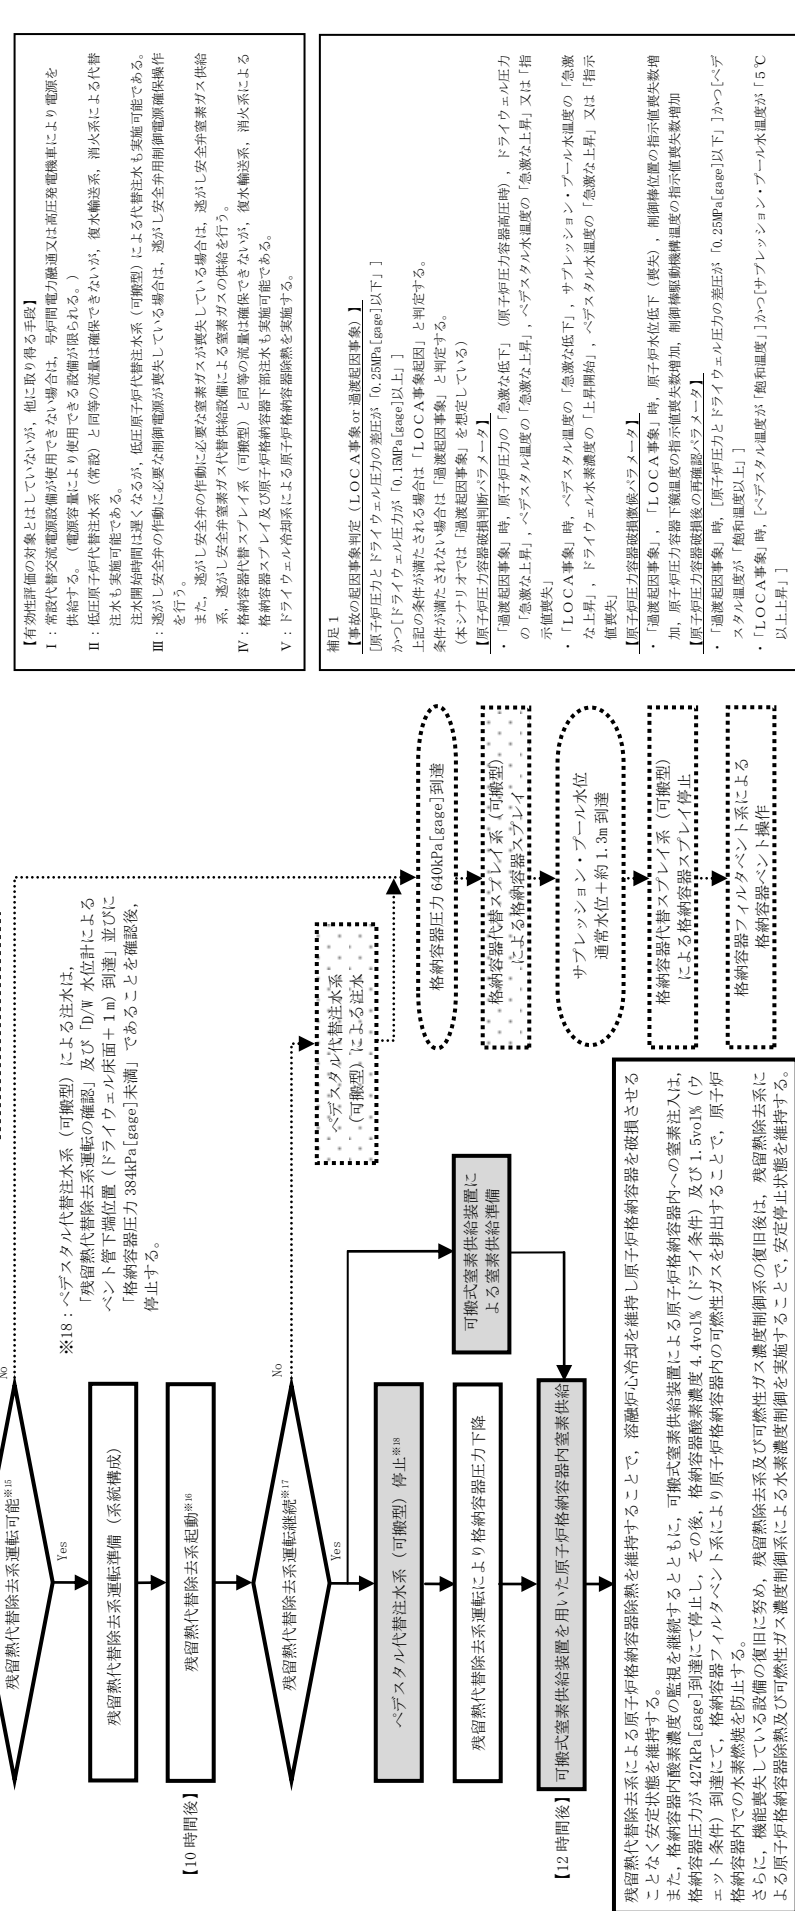 No
残留熱代替除去系運転可能※15
Yes
残留熱代替除去系運転準備（系統構成）
【10 時間後】
残留熱代替除去系起動※16
残留熱代替除去系運転継続※17
No
Yes
ペデスタル代替注水系（可搬型）停止※18
残留熱代替除去系運転により格納容器圧力下降
【12 時間後】
可搬式窒素供給装置を用いた原子炉格納容器内窒素供給
可搬式窒素供給装置に
よる窒素供給準備
※18：ペデスタル代替注水系（可搬型）による注水は，
「残留熱代替除去系運転の確認」及び「D/W 水位計による
ベント管下端位置（ドライウェル床面＋1m）到達」並びに
「格納容器圧力 384kPa[gage]未満」であることを確認後，
停止する。
ペデスタル代替注水系
（可搬型）による注水
格納容器圧力 640kPa[gage]到達
格納容器代替スプレイ系（可搬型）
による格納容器スプレイ
サプレッション・プール水位
通常水位＋約 1.3m 到達
格納容器代替スプレイ系（可搬型）
による格納容器スプレイ停止
格納容器フィルタベント系による
格納容器ベント操作
残留熱代替除去系による原子炉格納容器除熱を維持することで，溶融炉心冷却を維持し原子炉格納容器を破損させる
ことなく安定状態を維持する。
また，格納容器内酸素濃度の監視を継続するとともに，可搬式窒素供給装置による原子炉格納容器内への窒素注入は，
格納容器圧力が 427kPa[gage]到達にて停止し，その後，格納容器酸素濃度 4.4vol%（ドライ条件）及び 1.5vol%（ウ
ェット条件）到達にて，格納容器フィルタベント系により原子炉格納容器内の可燃性ガスを排出することで，原子炉
格納容器内での水素燃焼を防止する。
さらに，機能喪失している設備の復旧に努め，残留熱除去系及び可燃性ガス濃度制御系の復旧後は，残留熱除去系に
よる原子炉格納容器除熱及び可燃性ガス濃度制御系による水素濃度制御を実施することで，安定停止状態を維持する。
【有効性評価の対象とはしていないが，他に取り得る手段】
Ⅰ：常設代替交流電源設備が使用できない場合は，号炉間電力融通又は高圧発電機車により電源を
供給する。（電源容量により使用できる設備が限られる。）
Ⅱ：低圧原子炉代替注水系（常設）と同等の流量は確保できないが，復水輸送系，消火系による代替
注水も実施可能である。
注水開始時間は遅くなるが，低圧原子炉代替注水系（可搬型）による代替注水も実施可能である。
Ⅲ：逃がし安全弁の作動に必要な制御電源が喪失している場合は，逃がし安全弁用制御電源確保操作
を行う。
また，逃がし安全弁の作動に必要な窒素ガスが喪失している場合は，逃がし安全弁窒素ガス供給
系，逃がし安全弁窒素ガス代替供給設備による窒素ガスの供給を行う。
Ⅳ：格納容器代替スプレイ系（可搬型）と同等の流量は確保できないが，復水輸送系，消火系による
格納容器スプレイ及び原子炉格納容器下部注水も実施可能である。
Ⅴ：ドライウェル冷却系による原子炉格納容器除熱を実施する。
補足 1
【事故の起因事象判定（ＬＯＣＡ事象 or 過渡起因事象）】
[原子炉圧力とドライウェル圧力の差圧が「0.25MPa[gage]以下」]
かつ[ドライウェル圧力が「0.15MPa[gage]以上」]
上記の条件が満たされる場合は「ＬＯＣＡ事象起因」と判定する。
条件が満たされない場合は「過渡起因事象」と判定する。
（本シナリオでは「過渡起因事象」を想定している）
【原子炉圧力容器破損判断パラメータ】
・「過渡起因事象」時，原子炉圧力の「急激な低下」（原子炉圧力容器高圧時），ドライウェル圧力
の「急激な上昇」，ペデスタル温度の「急激な上昇」，ペデスタル水温度の「急激な上昇」又は「指
示値喪失」
・「ＬＯＣＡ事象」時，ペデスタル温度の「急激な低下」，サプレッション・プール水温度の「急激
な上昇」，ドライウェル水素濃度の「上昇開始」，ペデスタル水温度の「急激な上昇」又は「指示
値喪失」
【原子炉圧力容器破損徴候パラメータ】
・「過渡起因事象」，「ＬＯＣＡ事象」時，原子炉水位低下（喪失），制御棒位置の指示値喪失数増
加，原子炉圧力容器下鏡温度の指示値喪失数増加，制御棒駆動機構温度の指示値喪失数増加
【原子炉圧力容器破損後の再確認パラメータ】
・「過渡起因事象」時，[原子炉圧力とドライウェル圧力の差圧が「0.25MPa[gage]以下」]かつ[ペデ
スタル温度が「飽和温度以上」]
・「ＬＯＣＡ事象」時，[ペデスタル温度が「飽和温度」]かつ[サプレッション・プール水温度が「5℃
以上上昇」]